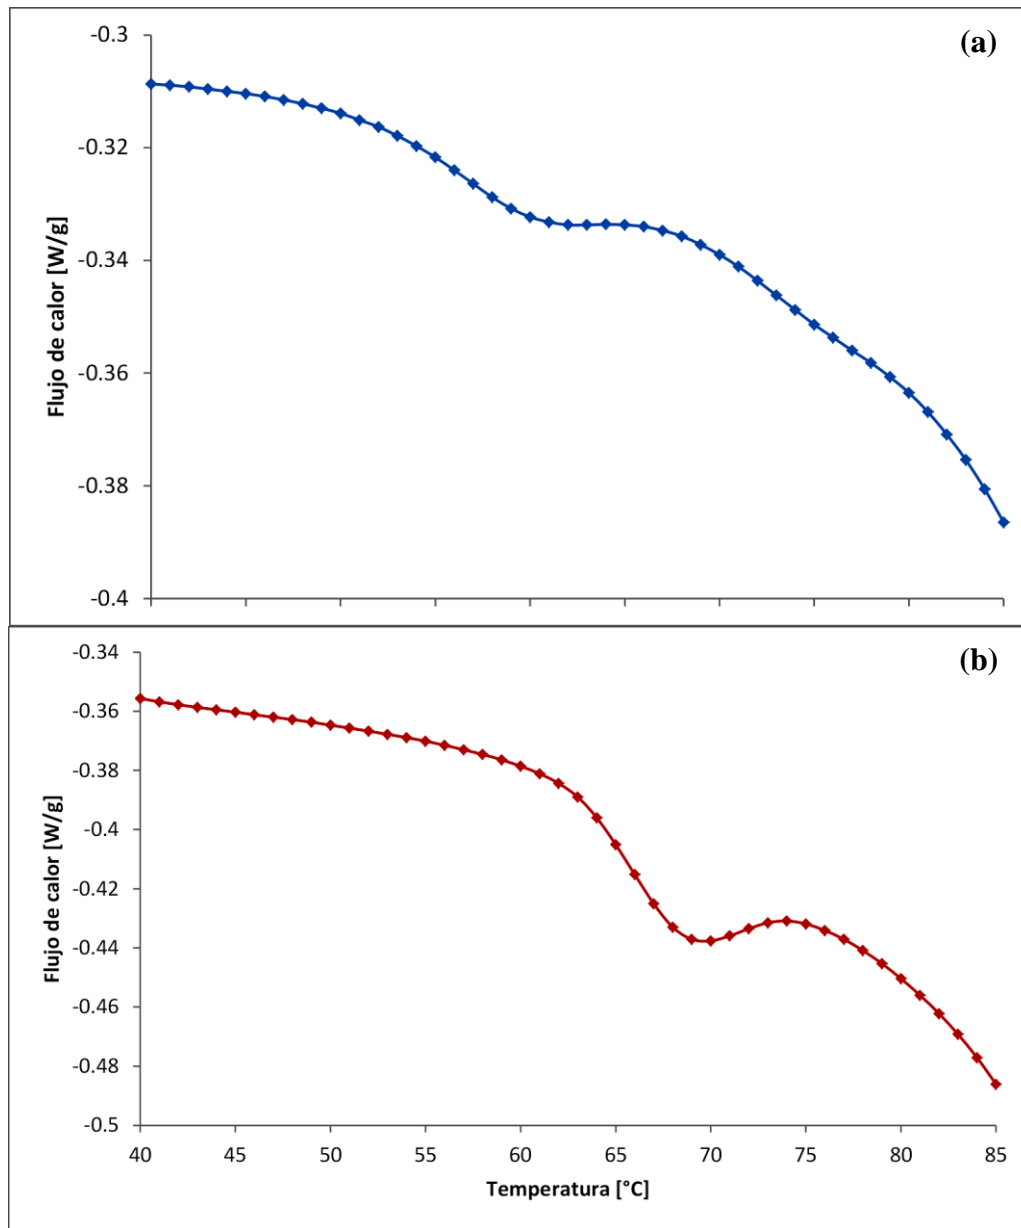 (a)
-0.3
-0.32
-0.34
-0.36
-0.38
-0.4
Flujo de calor [W/g]
(b)
-0.34
-0.36
-0.38
-0.4
-0.42
-0.44
-0.46
-0.48
-0.5
Flujo de calor [W/g]
40 45 50 55 60 65 70 75 80 85
Temperatura [°C]